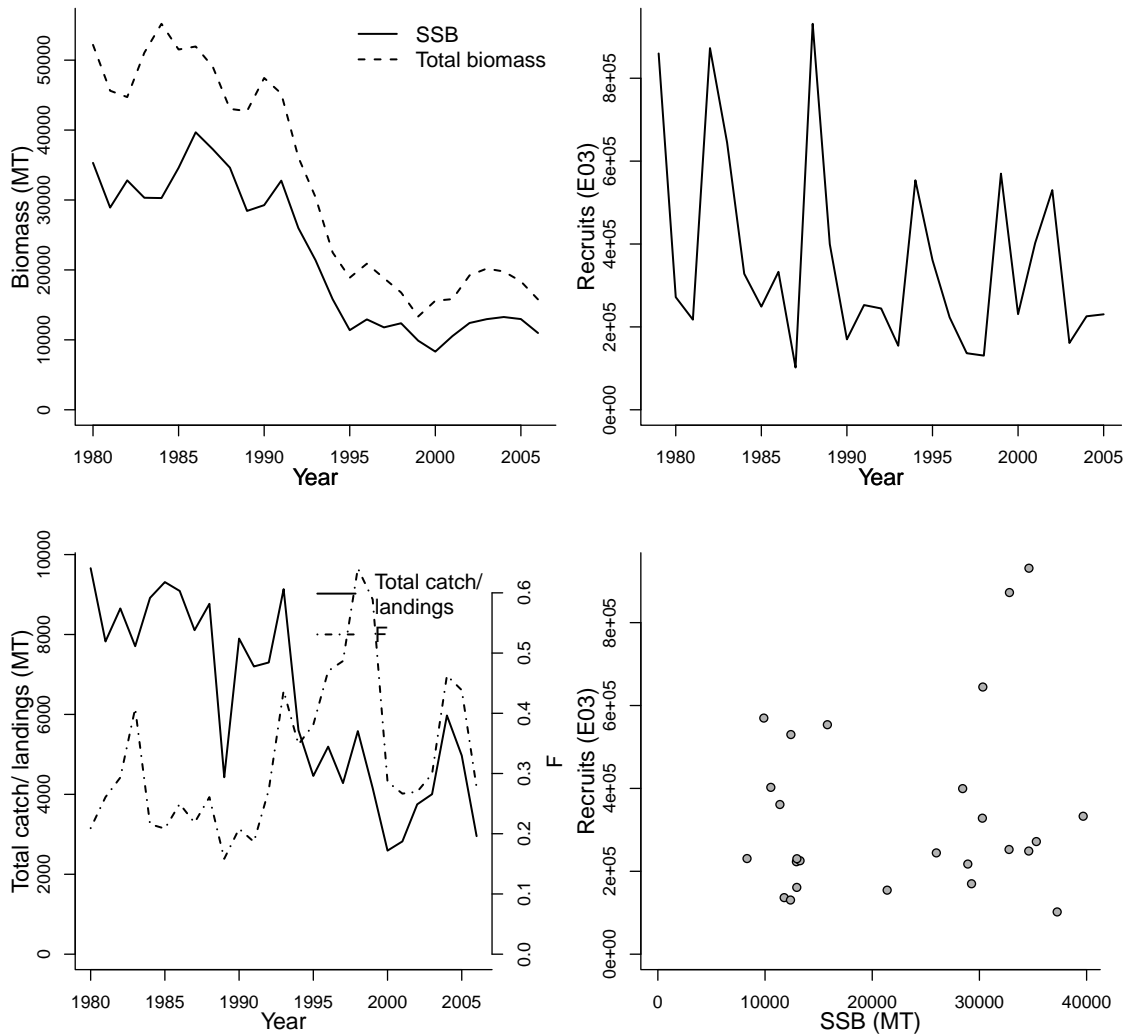 SSB
Total biomass
Biomass (MT)
0
10000
20000
30000
40000
50000
1980 1985 1990 1995 2000 2005
Year
Recruits (E03)
0e+00
2e+05
4e+05
6e+05
8e+05
1980 1985 1990 1995 2000 2005
Year
Total catch/
landings
F
Total catch/ landings (MT)
0
2000
4000
6000
8000
10000
0.0
0.1
0.2
0.3
0.4
0.5
0.6
F
1980 1985 1990 1995 2000 2005
Year
Recruits (E03)
0e+00
2e+05
4e+05
6e+05
8e+05
0 10000 20000 30000 40000
SSB (MT)